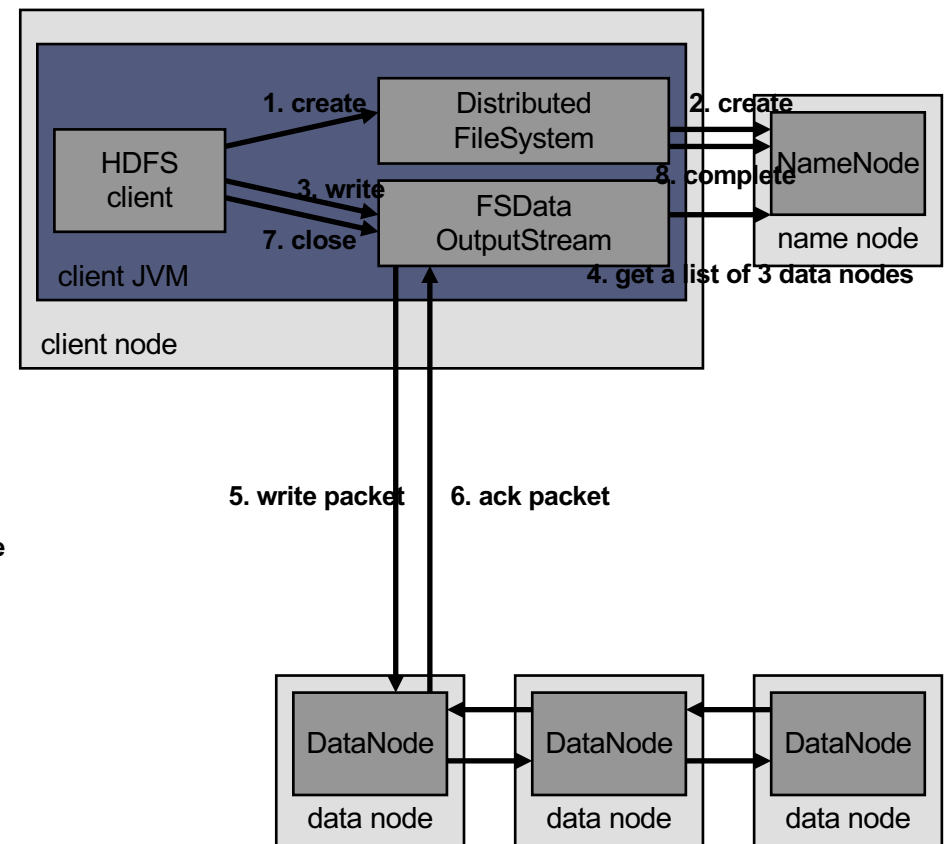 1. create
Distributed
FileSystem
2. create
HDFS
client
NameNode
3. write
8. complete
FSData
OutputStream
7. close
name node
client JVM
4. get a list of 3 data nodes
client node
5. write packet
6. ack packet
e
DataNode
DataNode
DataNode
data node
data node
data node